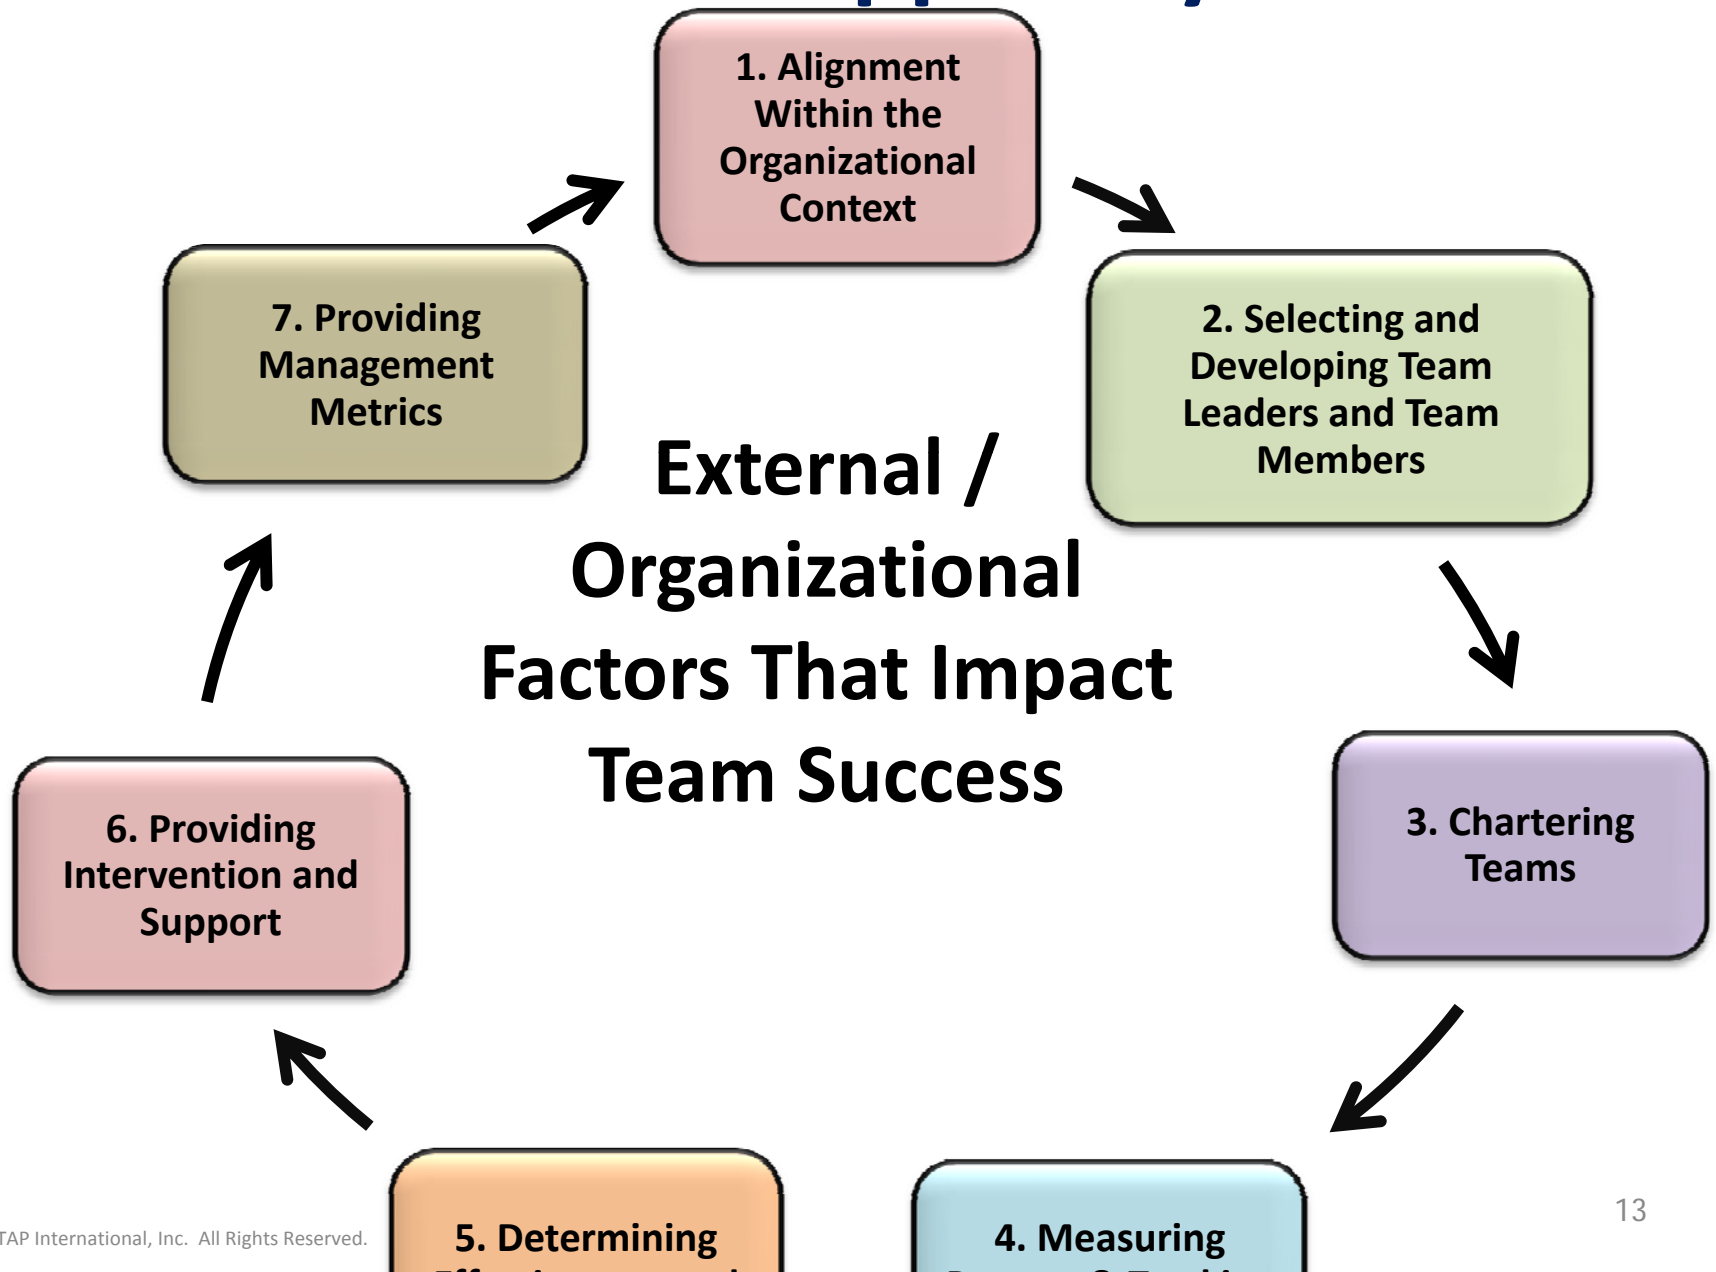 1. Alignment
Within the
Organizational
Context
2. Selecting and
Developing Team
Leaders and Team
Members
3. Chartering
Teams
4. Measuring
5. Determining
6. Providing
Intervention and
Support
7. Providing
Management
Metrics
External /
Organizational
Factors That Impact
Team Success
TAP International, Inc. All Rights Reserved.
13